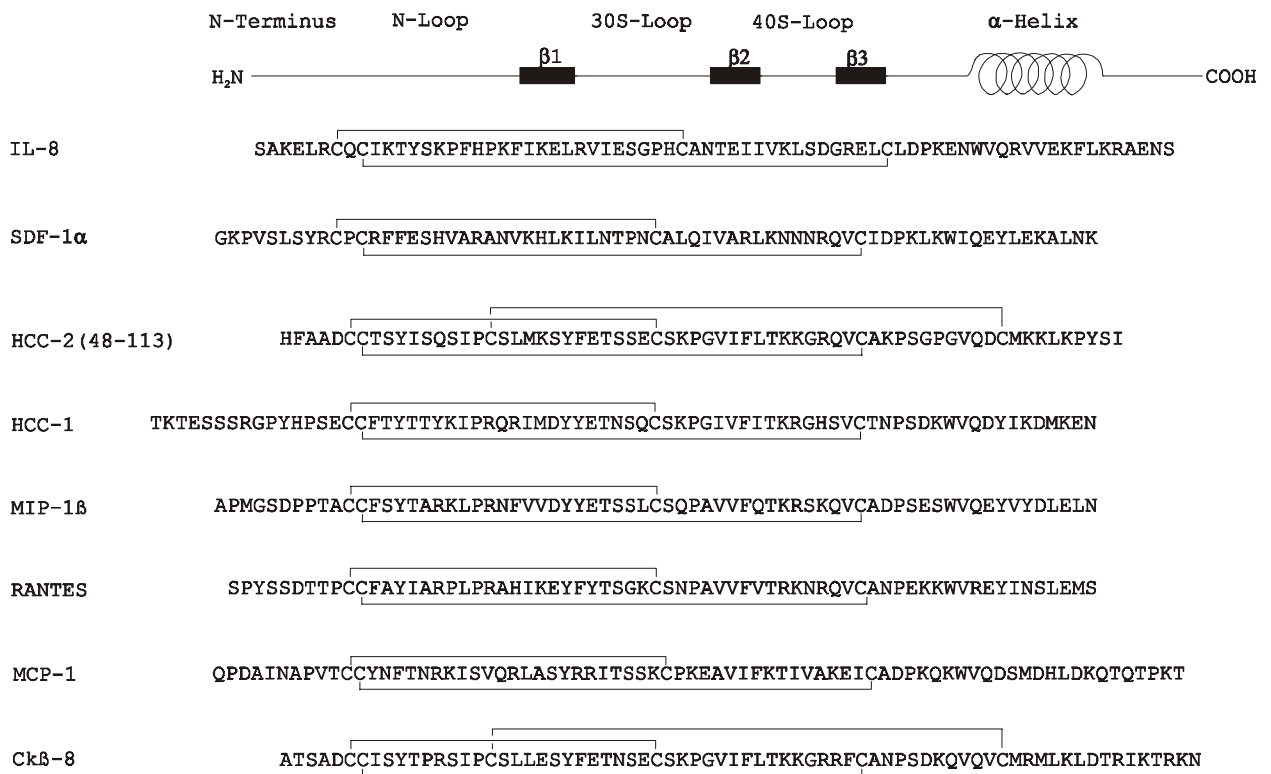 N-Terminus N-Loop 30S-Loop 40S-Loop α-Helix
β1 β2 β3
H2N COOH
IL-8 SAKELRCQCIKTYSKPFHPKFIKELRVIESGPHCANTEIIVKLSDGRELCLDPKENWVQRVVEKFLKRAENS
SDF-1α GKPVSLSYRCPCRFFESHVARANVKHLKILNTPNCALQIVARLKNNNRQVCIDPKLKWIQEYLEKALNK
HCC-2(48-113) HFAADCCTSYISQSIPCSLMKSYFETSSECSKPGVIFLTKKGRQVCAKPSGPGVQDCMKKLKPYSI
HCC-1 TKTESSSRGPYHPSECCFTYTTYKIPRQRIMDYYETNSQCSKPGIVFITKRGHSVCTNPSDKWVQDYIKDMKEN
MIP-1ß APMGSDPPTACCFSYTARKLPRNFVVDYYETSSLCSQPAVVFQTKRSKQVCADPSESWVQEYVYDLELN
RANTES SPYSSDTTPCCFAYIARPLPRAHIKEYFYTSGKCSNPAVVFVTRKNRQVCANPEKKWVREYINSLEMS
MCP-1 QPDAINAPVTCCYNFTNRKISVQRLASYRRITSSKCPKEAVIFKTIVAKEICADPKQKWVQDSMDHLDKQTQTPKT
Ckß-8 ATSADCCISYTPRSIPCSLLESYFETNSECSKPGVIFLTKKGRRFCANPSDKQVQVCMRMLKLDTRIKTRKN